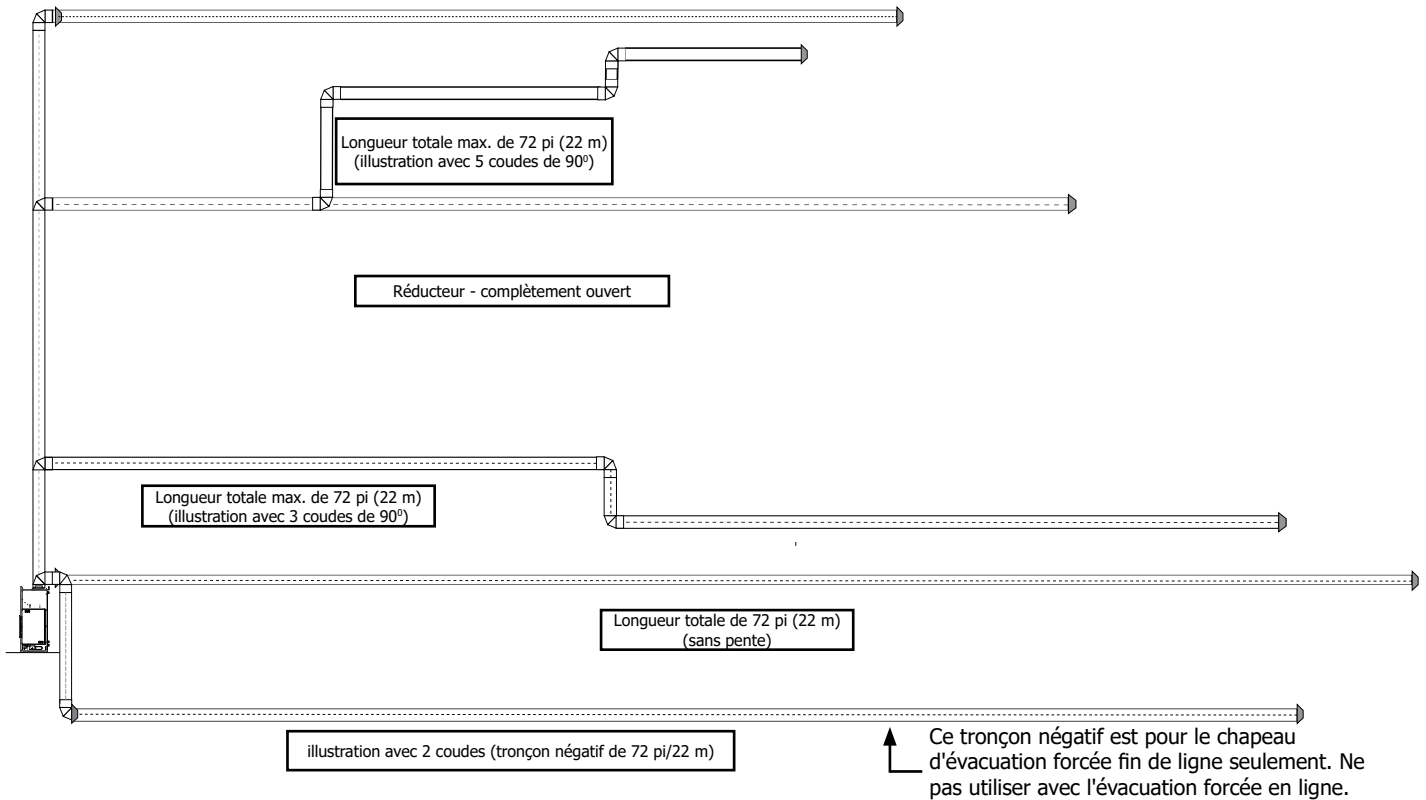 Longueur totale max. de 72 pi (22 m)
(illustration avec 5 coudes de 90⁰)
Réducteur - complètement ouvert
Longueur totale max. de 72 pi (22 m)
(illustration avec 3 coudes de 90⁰)
Longueur totale de 72 pi (22 m)
(sans pente)
illustration avec 2 coudes (tronçon négatif de 72 pi/22 m)
Ce tronçon négatif est pour le chapeau
d'évacuation forcée fin de ligne seulement. Ne
pas utiliser avec l'évacuation forcée en ligne.